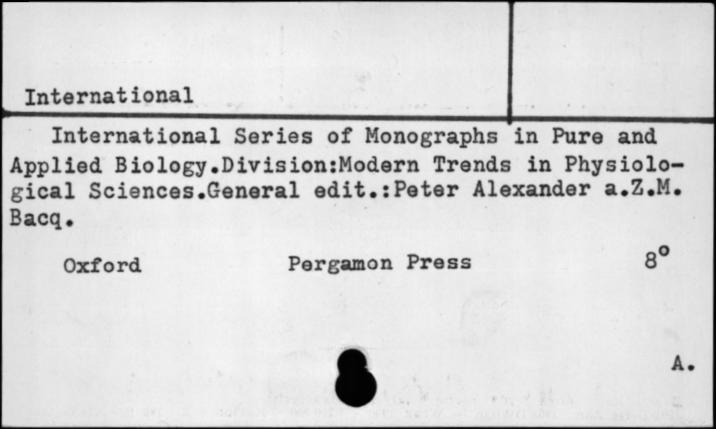 International
International Series of Monographs in Pure and
Applied Biology.Division:Modern Trends in Physiolo-
gical Sciences.General edit.:Peter Alexander a.Z.M.
Bacq.
Oxford Pergamon Press 8°
A.